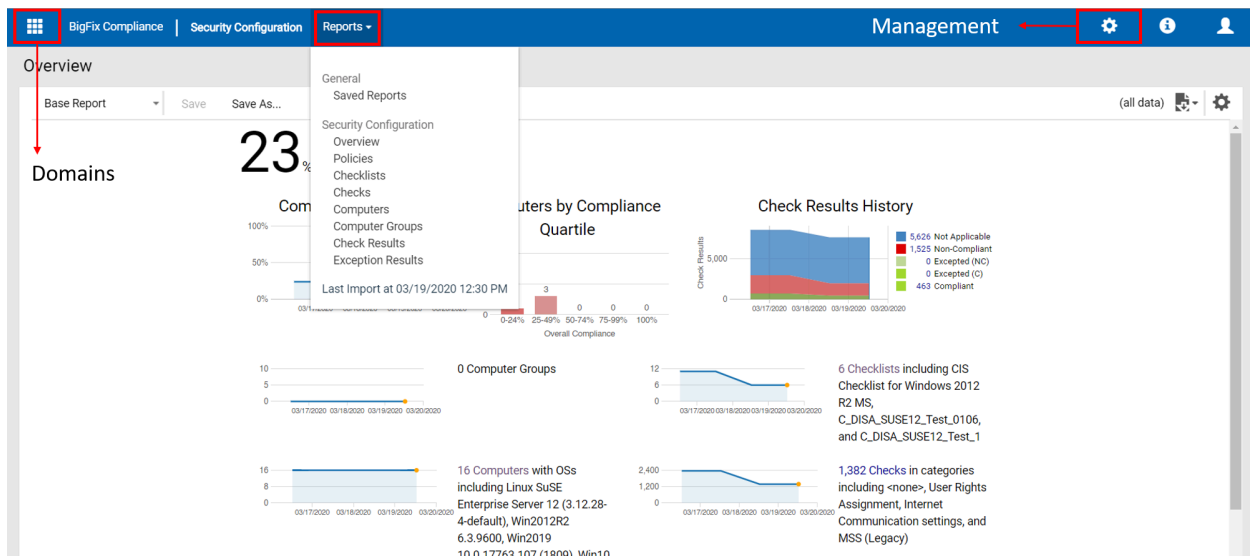 BigFix Compliance | Security Configuration Reports Management
Overview
Base Report Save Save As... (all data)
Domains
General
Saved Reports
Security Configuration
Overview
Policies
Checklists
Checks
Computers
Computer Groups
Check Results
Exception Results
Last Import at 03/19/2020 12:30 PM
23%
Com
100%
50%
0%
uters by Compliance
Quartile
3 0 0 0
0
0-24% 25-49% 50-74% 75-99% 100%
Overall Compliance
Check Results History
Check Results
5,000
0
03/17/2020 03/18/2020 03/19/2020 03/20/2020
5,626 Not Applicable
1,525 Non-Compliant
0 Excepted (NC)
0 Excepted (C)
463 Compliant
10
5
0
03/17/2020 03/18/2020 03/19/2020 03/20/2020
0 Computer Groups
12
6
0
03/17/2020 03/18/2020 03/19/2020 03/20/2020
6 Checklists including CIS
Checklist for Windows 2012
R2 MS,
C_DISA_SUSE12_Test_0106,
and C_DISA_SUSE12_Test_1
16
8
0
03/17/2020 03/18/2020 03/19/2020 03/20/2020
16 Computers with OSs
including Linux SuSE
Enterprise Server 12 (3.12.28-
4-default), Win2012R2
6.3.9600, Win2019
10.0.17763.107 (1809), Win10
2,400
1,200
0
03/17/2020 03/18/2020 03/19/2020 03/20/2020
1,382 Checks in categories
including <none>, User Rights
Assignment, Internet
Communication settings, and
MSS (Legacy)